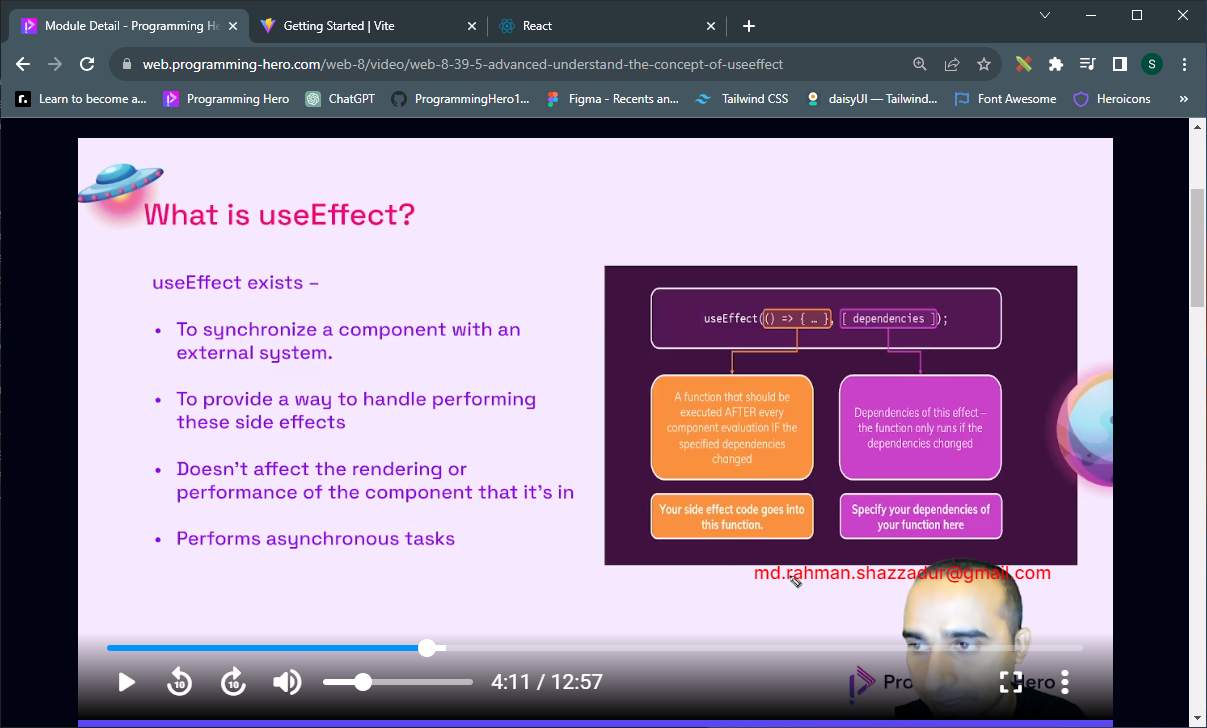 Module Detail - Programming He
Getting Started | Vite
React
web.programming-hero.com/web-8/video/web-8-39-5-advanced-understand-the-concept-of-useeffect
S
Learn to become a...
Programming Hero
ChatGPT
ProgrammingHero1...
Figma - Recents an...
Tailwind CSS
daisyUI — Tailwind...
Font Awesome
Heroicons
»
What is useEffect?
useEffect exists –
• To synchronize a component with an
external system.
• To provide a way to handle performing
these side effects
• Doesn't affect the rendering or
performance of the component that it's in
• Performs asynchronous tasks
useEffect(() => { … }, [ dependencies ]);
A function that should be
executed AFTER every
component evaluation IF the
specified dependencies
changed
Dependencies of this effect –
the function only runs if the
dependencies changed
Your side effect code goes into
this function.
Specify your dependencies of
your function here
md.rahman.shazzadur@gmail.com
10
10
4:11 / 12:57
Hero